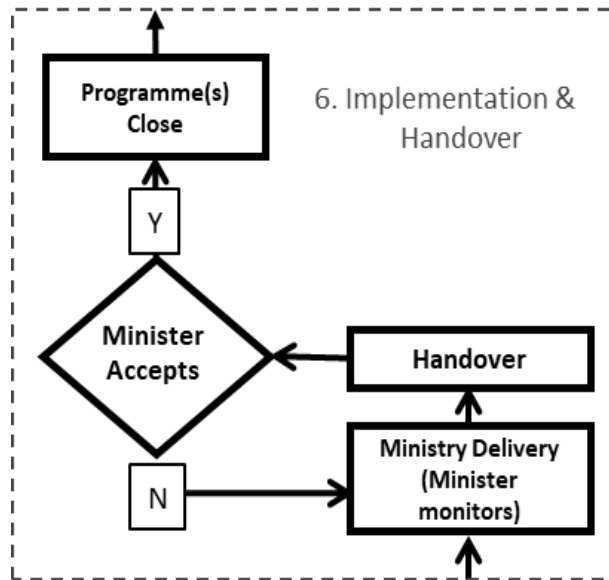 Programme(s)
Close
6. Implementation &
Handover
Y
Minister
Accepts
Handover
Ministry Delivery
(Minister
monitors)
N